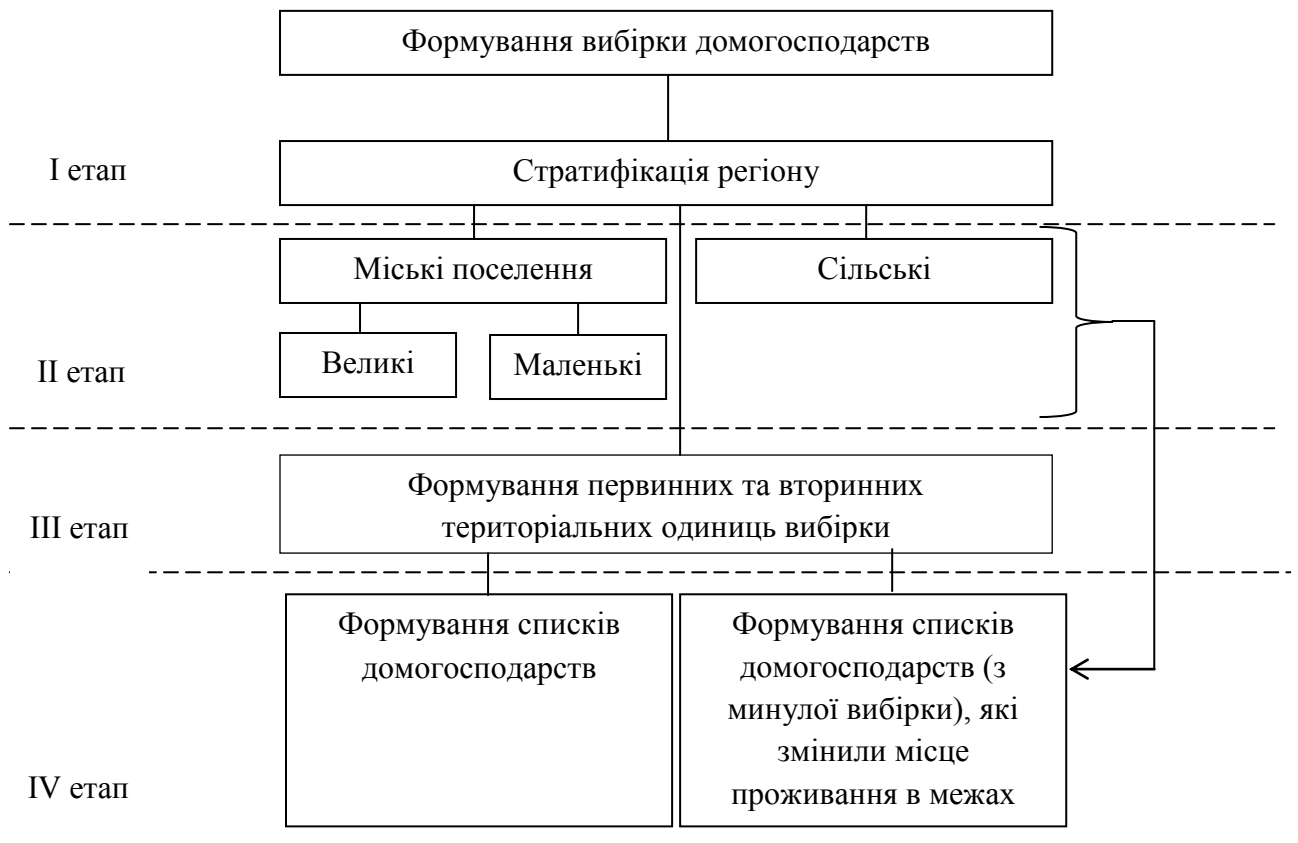 Формування вибірки домогосподарств
І етап
Стратифікація регіону
Міські поселення
Сільські
Великі
Маленькі
ІІ етап
Формування первинних та вторинних
територіальних одиниць вибірки
ІІІ етап
Формування списків
домогосподарств
Формування списків
домогосподарств (з
минулої вибірки), які
змінили місце
проживання в межах
IV етап